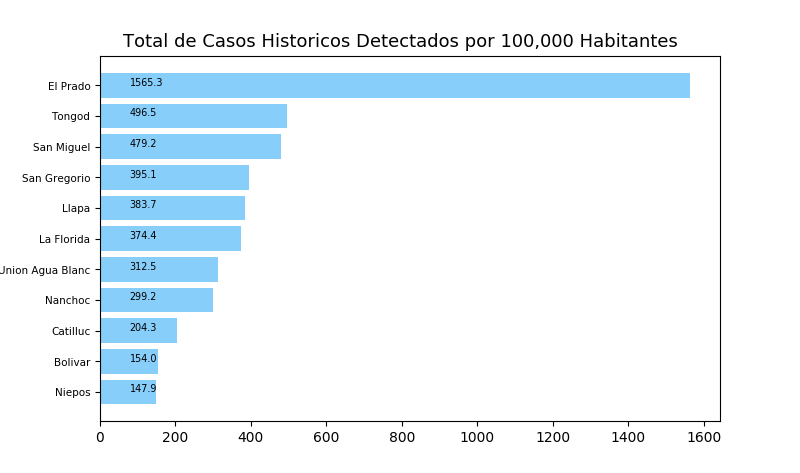 Total de Casos Historicos Detectados por 100,000 Habitantes
El Prado 1565.3
Tongod 496.5
San Miguel 479.2
San Gregorio 395.1
Llapa 383.7
La Florida 374.4
Union Agua Blanc 312.5
Nanchoc 299.2
Catilluc 204.3
Bolivar 154.0
Niepos 147.9
0 200 400 600 800 1000 1200 1400 1600